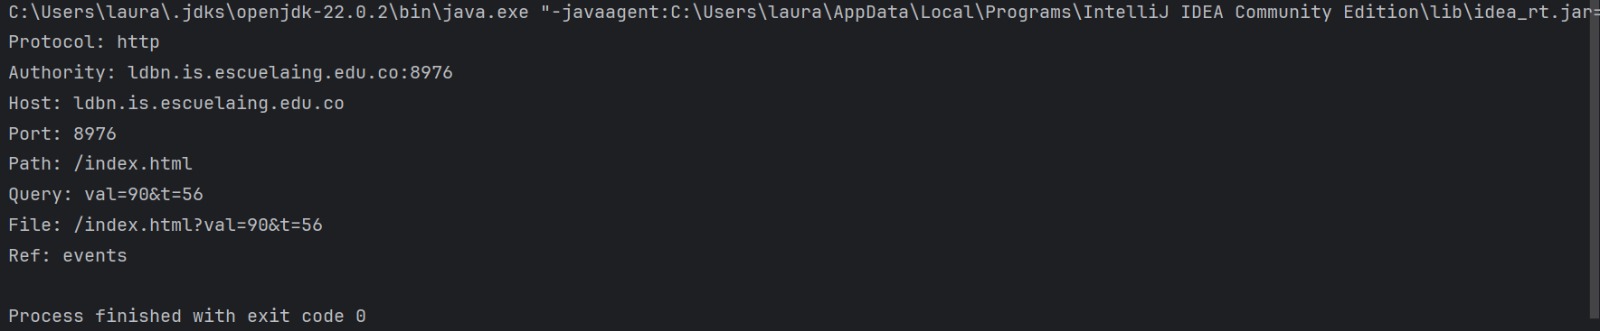 C:\Users\laura\.jdks\openjdk-22.0.2\bin\java.exe "-javaagent:C:\Users\laura\AppData\Local\Programs\IntelliJ IDEA Community Edition\lib\idea_rt.jar=
Protocol: http
Authority: ldbn.is.escuelaing.edu.co:8976
Host: ldbn.is.escuelaing.edu.co
Port: 8976
Path: /index.html
Query: val=90&t=56
File: /index.html?val=90&t=56
Ref: events
Process finished with exit code 0